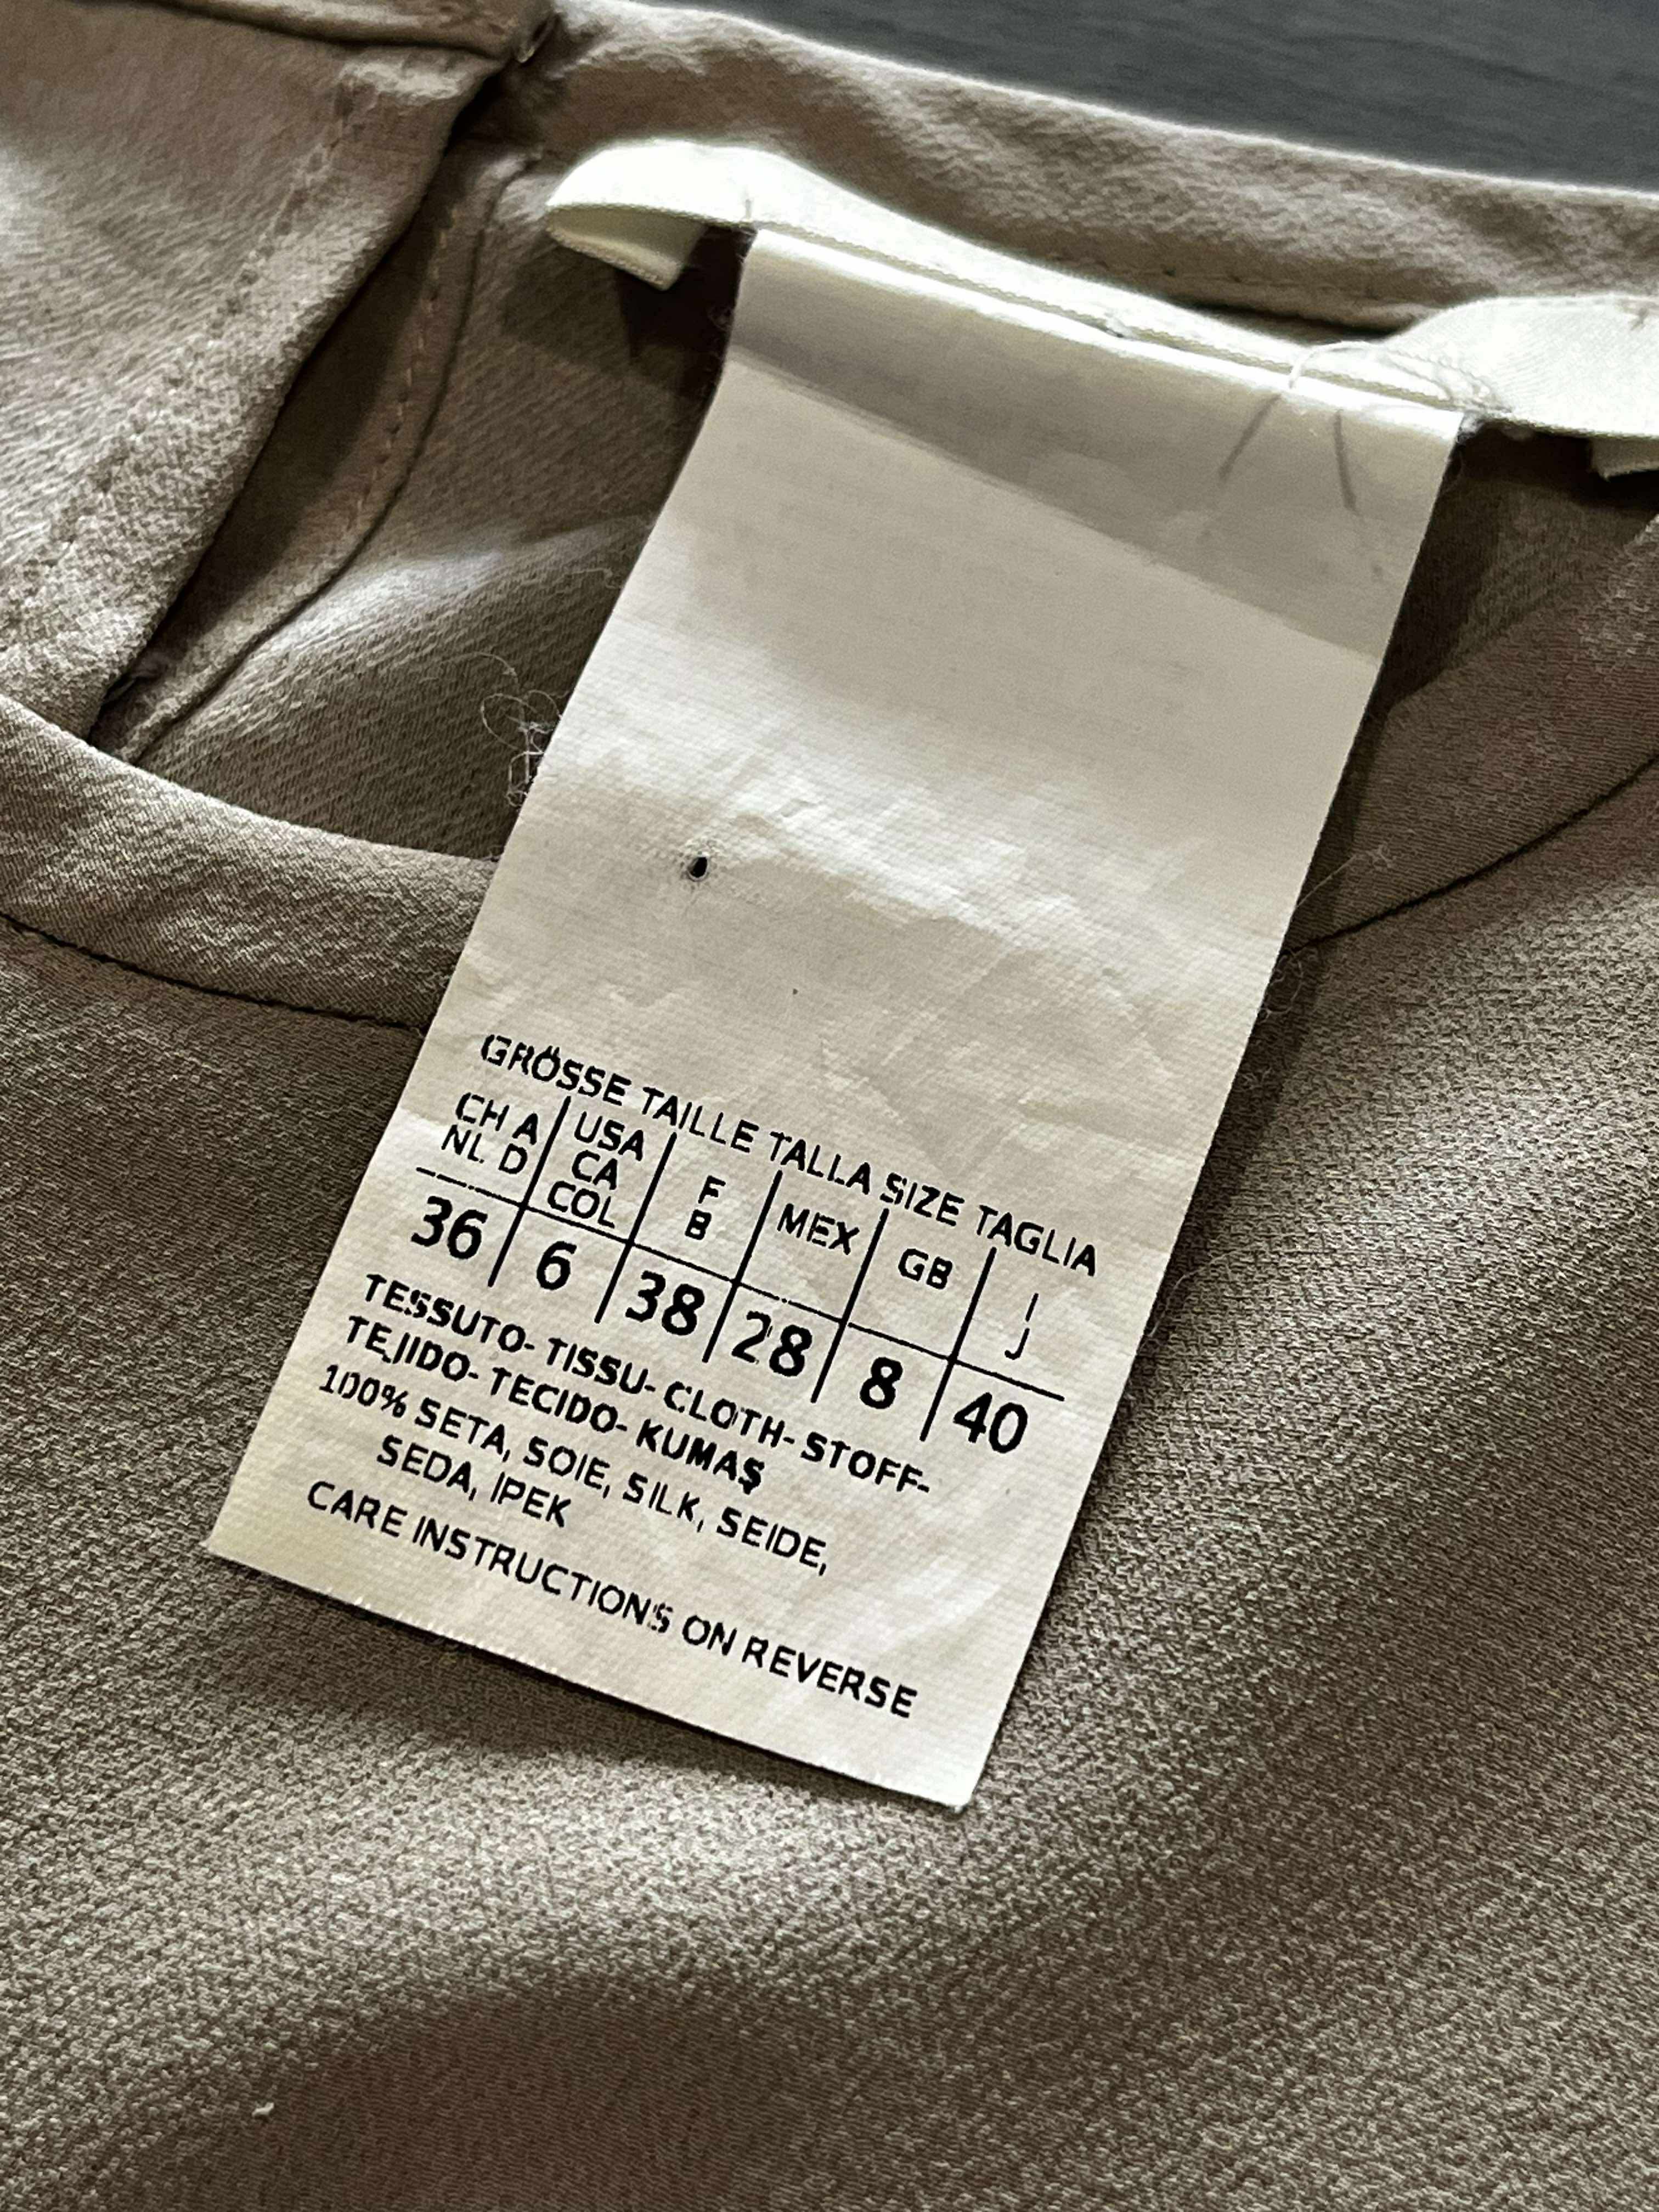 GRÖSSE TAILLE TALLA SIZE TAGLIA
CH A USA F MEX GB I
NL D CA B J
COL
36 6 38 28 8 40
TESSUTO- TISSU- CLOTH- STOFF-
TEJIDO- TECIDO- KUMAŞ
100% SETA, SOIE, SILK, SEIDE,
SEDA, IPEK
CARE INSTRUCTIONS ON REVERSE